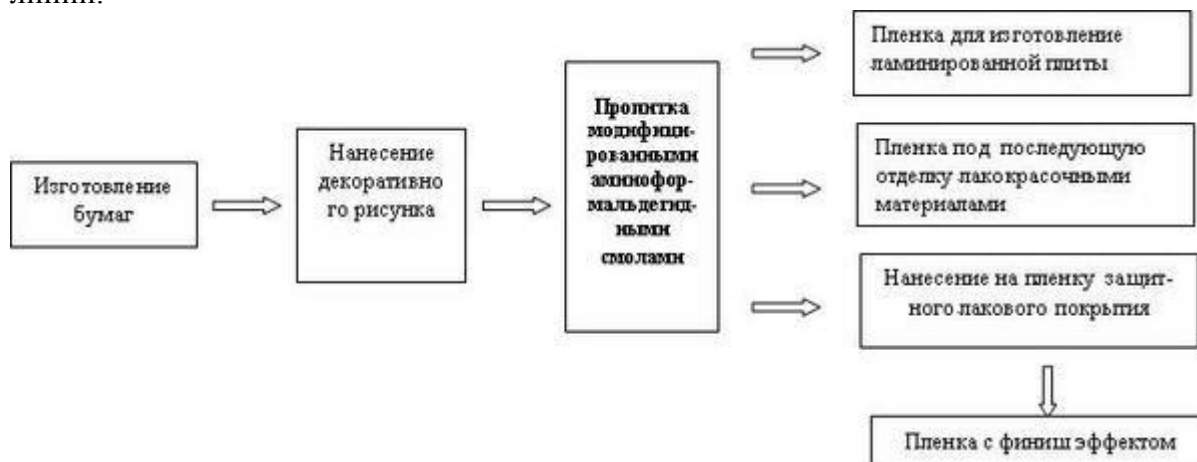 линии.
Изготовление
бумаг
Нанесение
декоративно
го рисунка
Пропитка
модифици-
рованными
аминофор-
мальдегид-
ными
смолами
Пленка для изготовление
ламинированной плиты
Пленка под последующую
отделку лакокрасочными
материалами
Нанесение на пленку защит-
ного лакового покрытия
Пленка с финиш эффектом